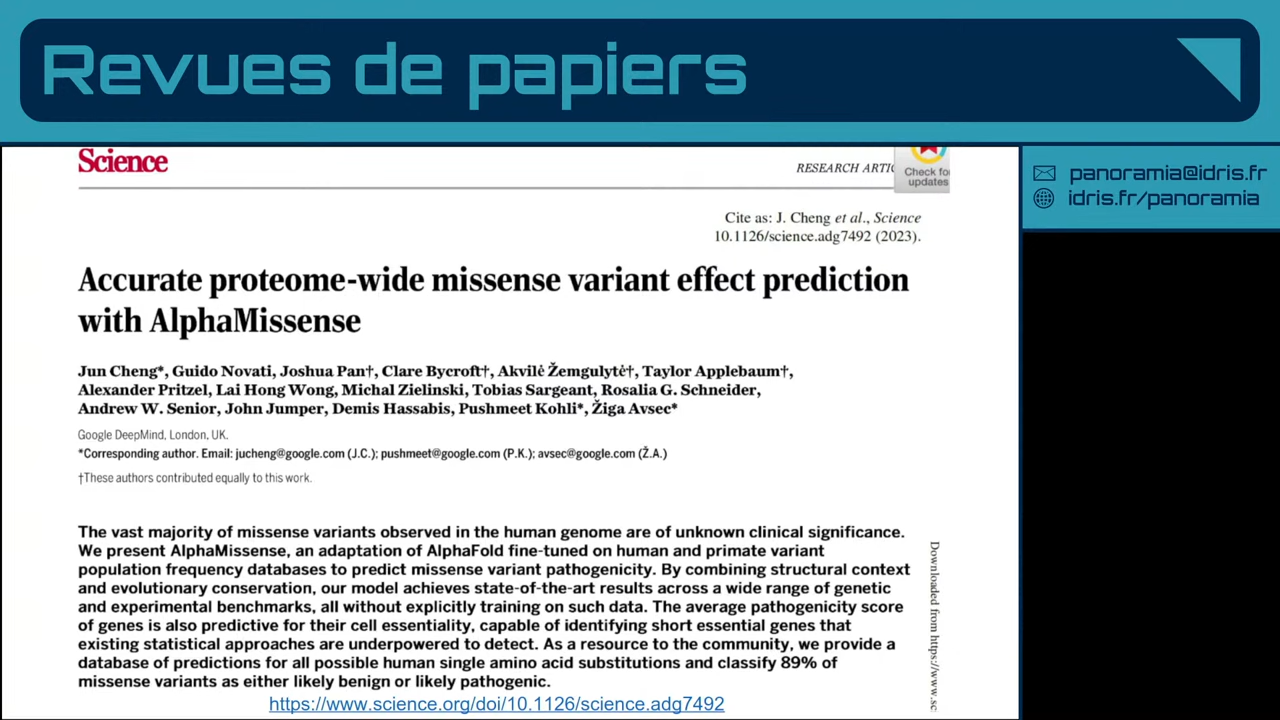 Revues de papiers
panoramia@idris.fr
idris.fr/panoramia
Science
RESEARCH
Check for
updates
Cite as: J. Cheng et al., Science
10.1126/science.adg7492 (2023).
Accurate proteome-wide missense variant effect prediction
with AlphaMissense
Jun Cheng*, Guido Novati, Joshua Pan†, Clare Bycroft†, Akvilė Žemgulytė†, Taylor Applebaum†,
Alexander Pritzel, Lai Hong Wong, Michal Zielinski, Tobias Sargeant, Rosalia G. Schneider,
Andrew W. Senior, John Jumper, Demis Hassabis, Pushmeet Kohli*, Žiga Avsec*
Google DeepMind, London, UK.
*Corresponding author. Email: jucheng@google.com (J.C.); pushmeet@google.com (P.K.); avsec@google.com (Ž.A.)
†These authors contributed equally to this work.
The vast majority of missense variants observed in the human genome are of unknown clinical significance.
We present AlphaMissense, an adaptation of AlphaFold fine-tuned on human and primate variant
population frequency databases to predict missense variant pathogenicity. By combining structural context
and evolutionary conservation, our model achieves state-of-the-art results across a wide range of genetic
and experimental benchmarks, all without explicitly training on such data. The average pathogenicity score
of genes is also predictive for their cell essentiality, capable of identifying short essential genes that
existing statistical approaches are underpowered to detect. As a resource to the community, we provide a
database of predictions for all possible human single amino acid substitutions and classify 89% of
missense variants as either likely benign or likely pathogenic.
https://www.science.org/doi/10.1126/science.adg7492
Downloaded from https://www.sc